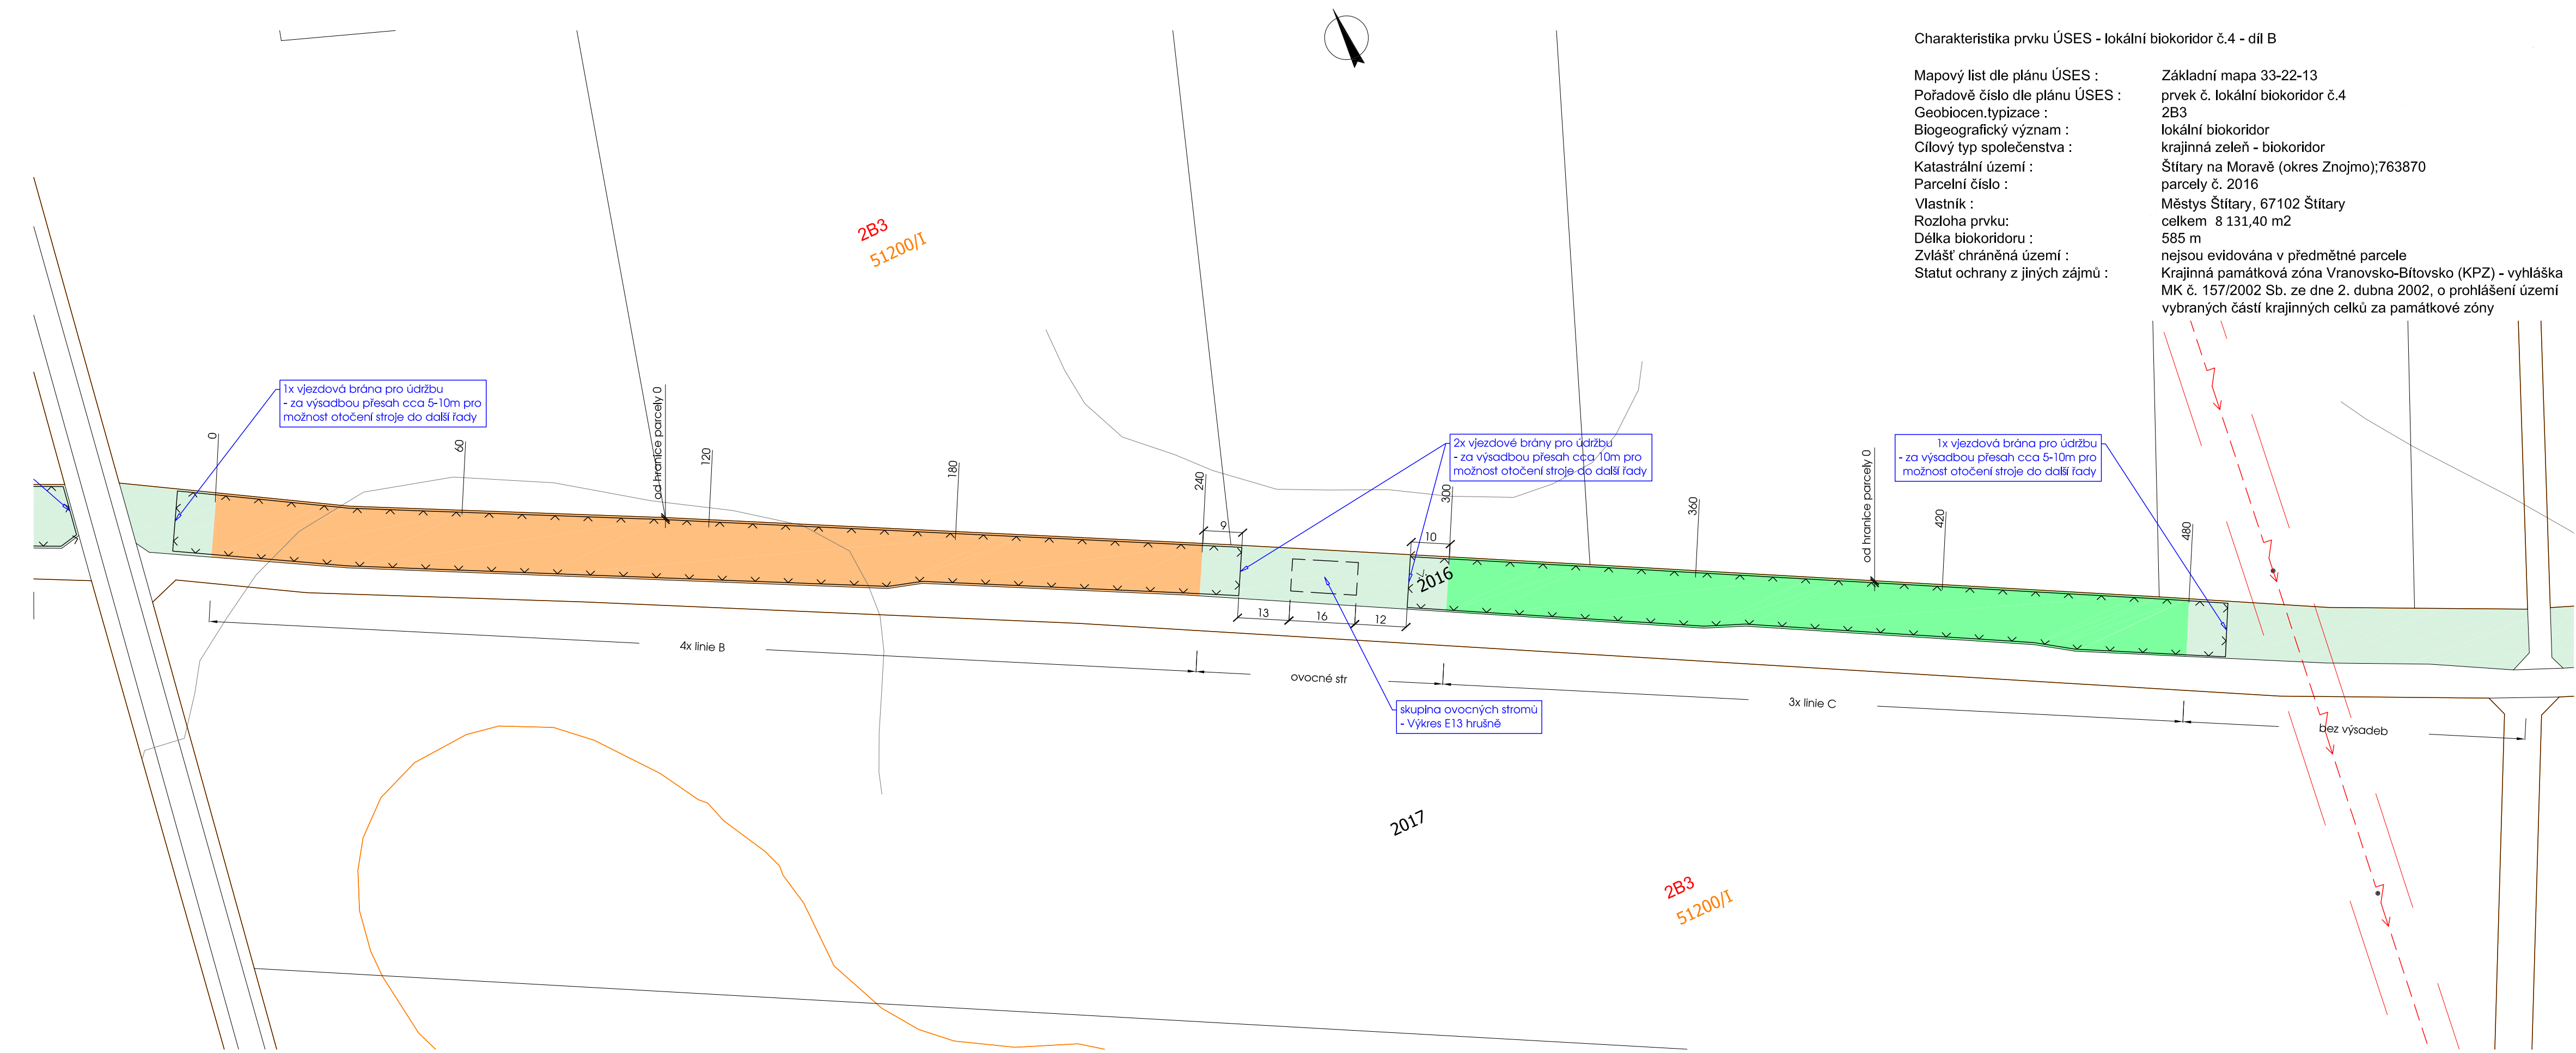 Charakteristika prvku ÚSES - lokální biokoridor č.4 - díl B
Mapový list dle plánu ÚSES : Základní mapa 33-22-13
Pořadově číslo dle plánu ÚSES : prvek č. lokální biokoridor č.4
Geobiocen.typizace : 2B3
Biogeografický význam : lokální biokoridor
Cílový typ společenstva : krajinná zeleň - biokoridor
Katastrální území : Štítary na Moravě (okres Znojmo);763870
Parcelní číslo : parcely č. 2016
Vlastník : Městys Štítary, 67102 Štítary
Rozloha prvku: celkem 8 131,40 m2
Délka biokoridoru : 585 m
Zvlášť chráněná území : nejsou evidována v předmětné parcele
Statut ochrany z jiných zájmů : Krajinná památková zóna Vranovsko-Bítovsko (KPZ) - vyhláška
MK č. 157/2002 Sb. ze dne 2. dubna 2002, o prohlášení území
vybraných částí krajinných celků za památkové zóny
2B3
51200/I
1x vjezdová brána pro údržbu
- za výsadbou přesah cca 5-10m pro
možnost otočení stroje do další řady
2x vjezdové brány pro údržbu
- za výsadbou přesah cca 10m pro
možnost otočení stroje do další řady
1x vjezdová brána pro údržbu
- za výsadbou přesah cca 5-10m pro
možnost otočení stroje do další řady
0
60
od hranice parcely 0
120
180
240
300
360
od hranice parcely 0
420
480
9
10
2016
13
16
12
4x linie B
ovocné str
3x linie C
bez výsadeb
skupina ovocných stromů
- Výkres E13 hrušně
2017
2B3
51200/I